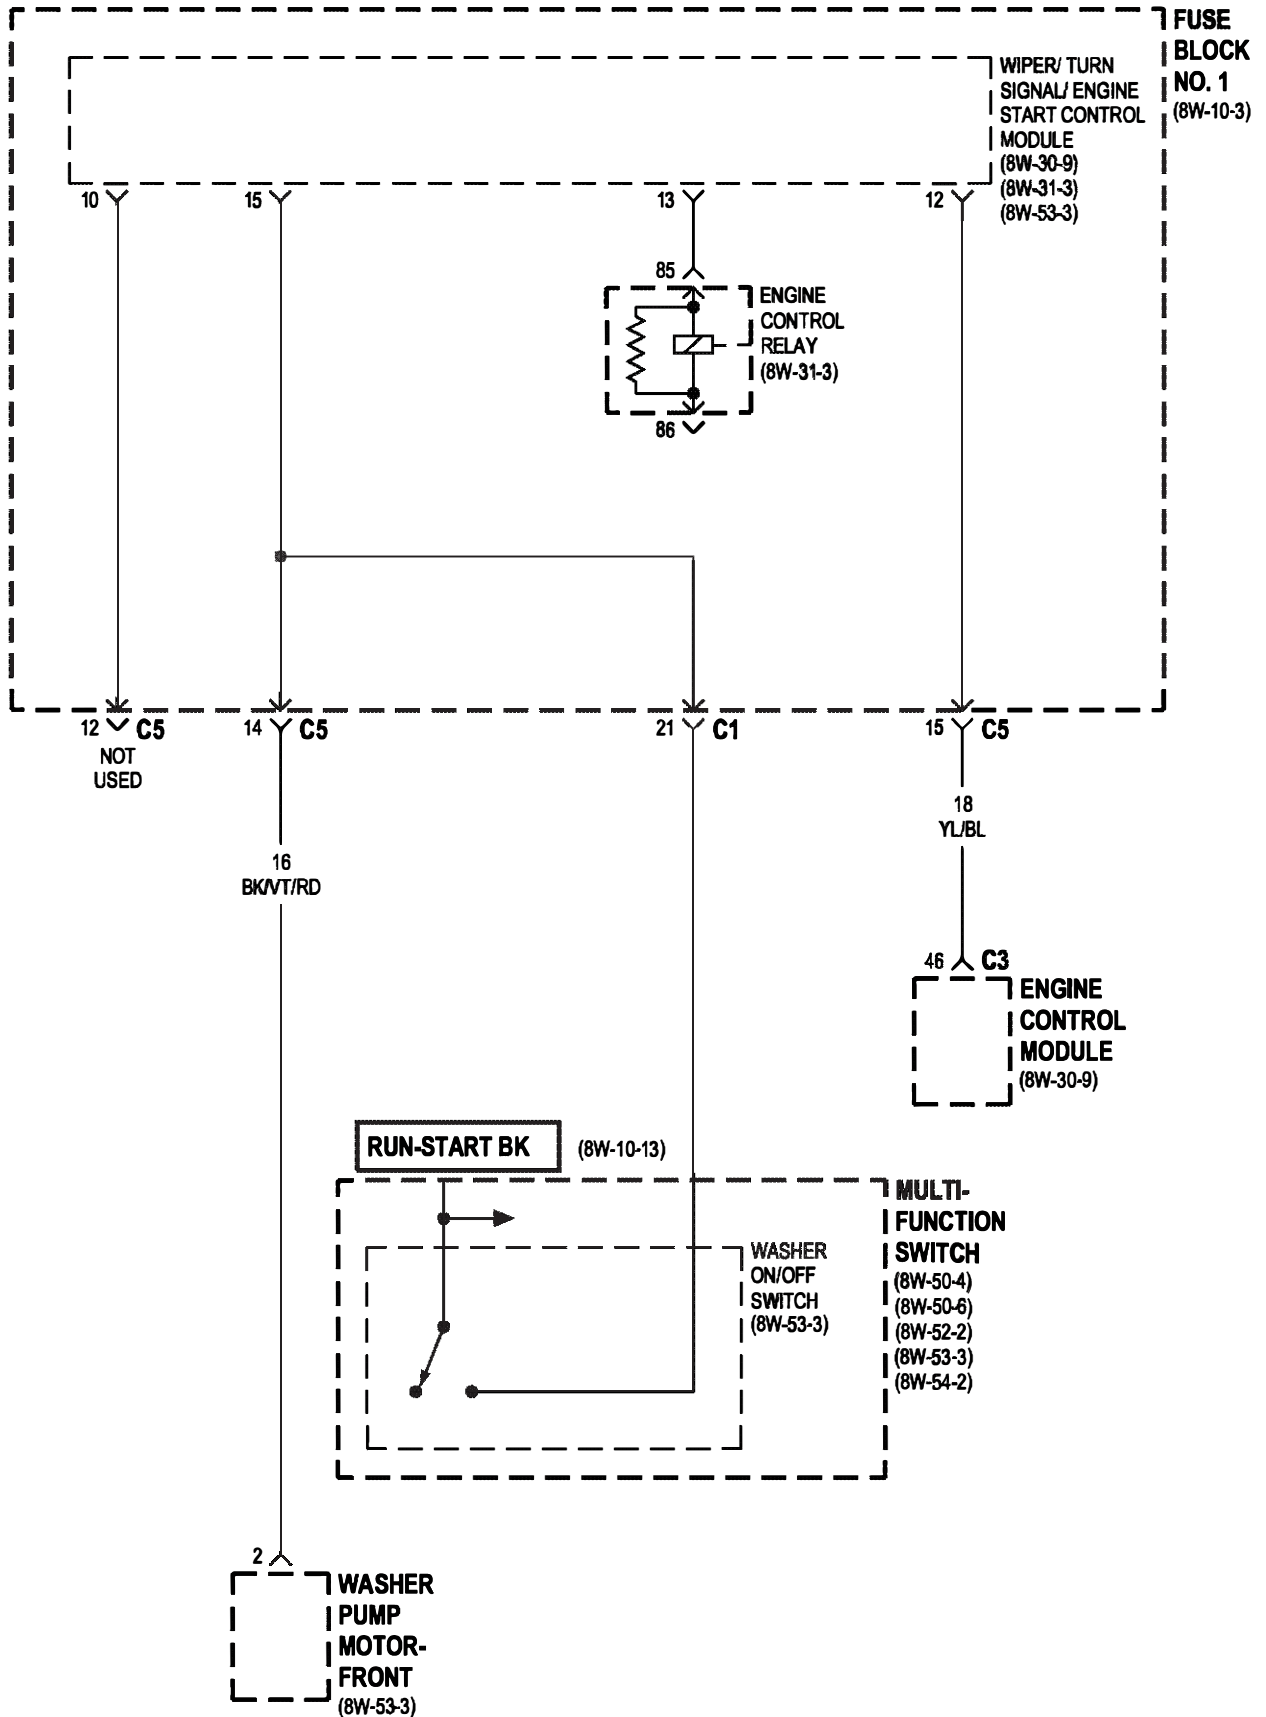 FUSE
BLOCK
NO. 1
(8W-10-3)
WIPER/ TURN
SIGNAL/ ENGINE
START CONTROL
MODULE
(8W-30-9)
(8W-31-3)
(8W-53-3)
10
15
13
12
85
ENGINE
CONTROL
RELAY
(8W-31-3)
86
12 C5
14 C5
21 C1
15 C5
NOT
USED
18
YL/BL
16
BK/VT/RD
46 C3
ENGINE
CONTROL
MODULE
(8W-30-9)
RUN-START BK (8W-10-13)
MULTI-
FUNCTION
SWITCH
(8W-50-4)
(8W-50-6)
(8W-52-2)
(8W-53-3)
(8W-54-2)
WASHER
ON/OFF
SWITCH
(8W-53-3)
2
WASHER
PUMP
MOTOR-
FRONT
(8W-53-3)